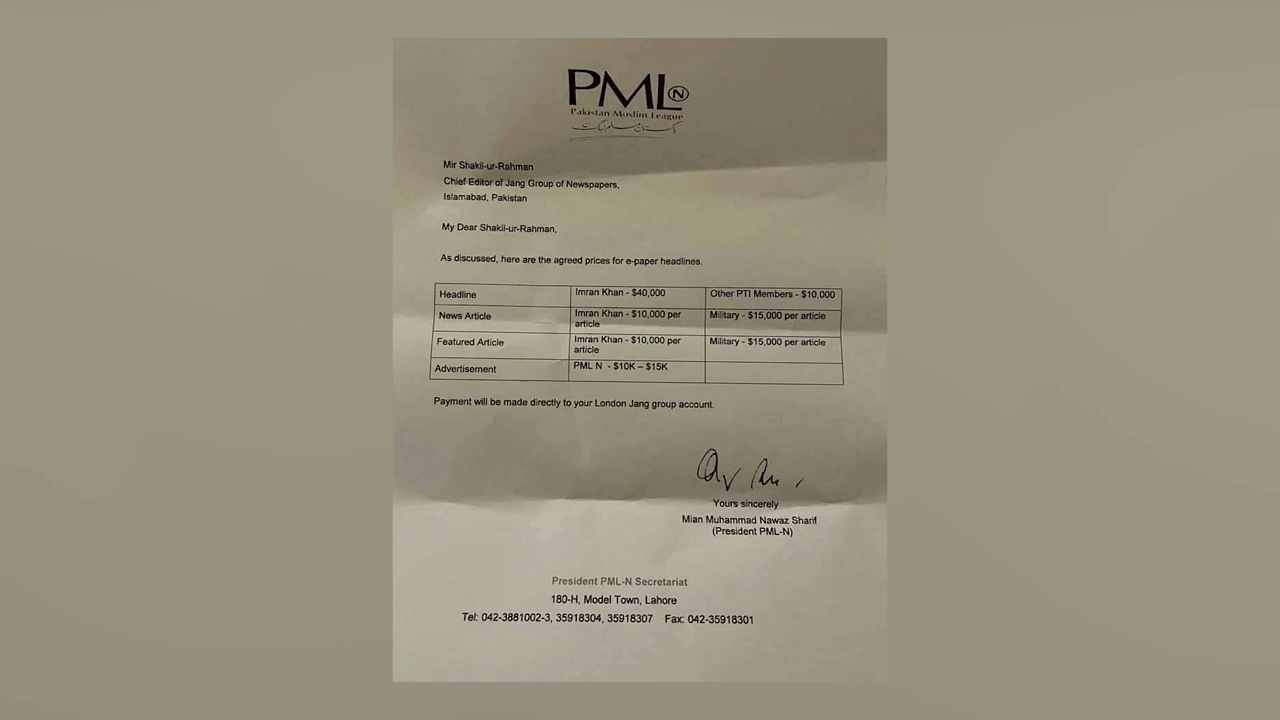 PML N
Pakistan Muslim League
پاکستان مسلم لیگ ن
Mir Shakil-ur-Rahman
Chief Editor of Jang Group of Newspapers,
Islamabad, Pakistan
My Dear Shakil-ur-Rahman,
As discussed, here are the agreed prices for e-paper headlines.
Headline Imran Khan - $40,000 Other PTI Members - $10,000
News Article Imran Khan - $10,000 per article Military - $15,000 per article
Featured Article Imran Khan - $10,000 per article Military - $15,000 per article
Advertisement PML N - $10K – $15K
Payment will be made directly to your London Jang group account.
Yours sincerely
Mian Muhammad Nawaz Sharif
(President PML-N)
President PML-N Secretariat
180-H, Model Town, Lahore
Tel: 042-3881002-3, 35918304, 35918307 Fax: 042-35918301